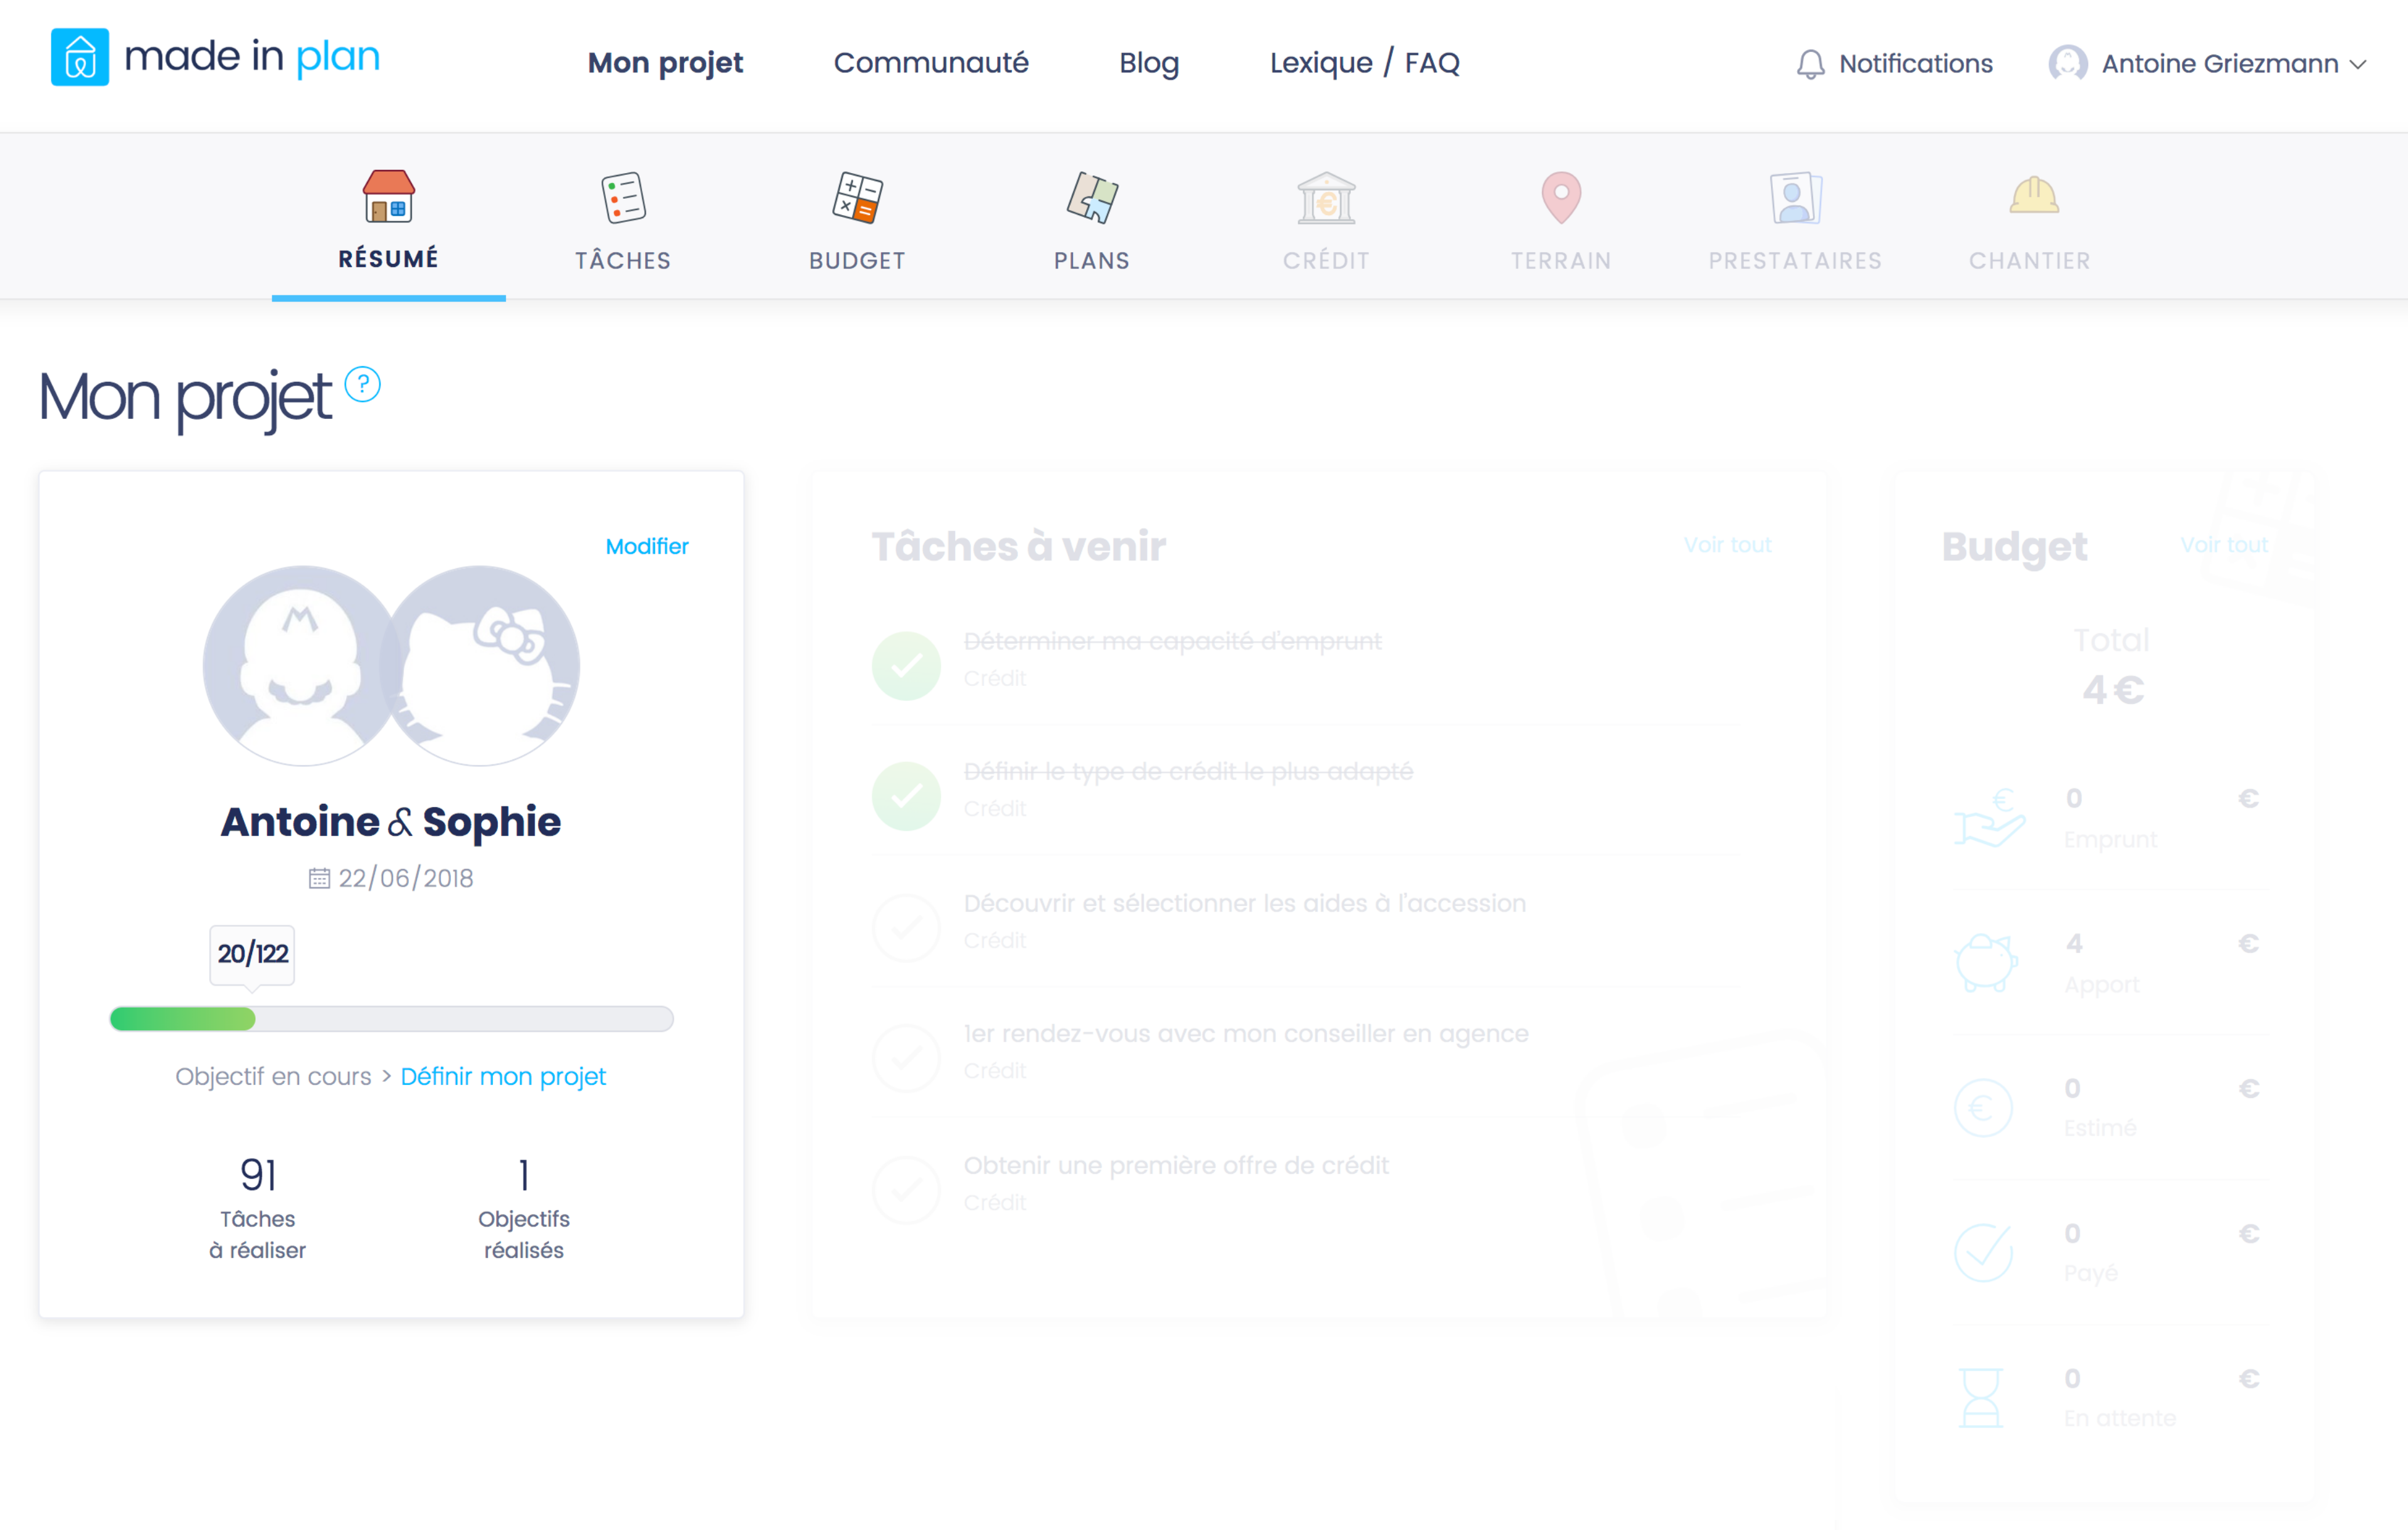 made in plan
Mon projet
Communauté
Blog
Lexique / FAQ
Notifications
Antoine Griezmann
RÉSUMÉ
TÂCHES
BUDGET
PLANS
CRÉDIT
TERRAIN
PRESTATAIRES
CHANTIER
Mon projet ?
Modifier
Antoine & Sophie
22/06/2018
20/122
Objectif en cours > Définir mon projet
91
Tâches
à réaliser
1
Objectifs
réalisés
Tâches à venir
Voir tout
Déterminer ma capacité d'emprunt
Crédit
Définir le type de crédit le plus adapté
Crédit
Découvrir et sélectionner les aides à l'accession
Crédit
1er rendez-vous avec mon conseiller en agence
Crédit
Obtenir une première offre de crédit
Crédit
Budget
Voir tout
Total
4 €
0 €
Emprunt
4 €
Apport
0 €
Estimé
0 €
Payé
0 €
En attente